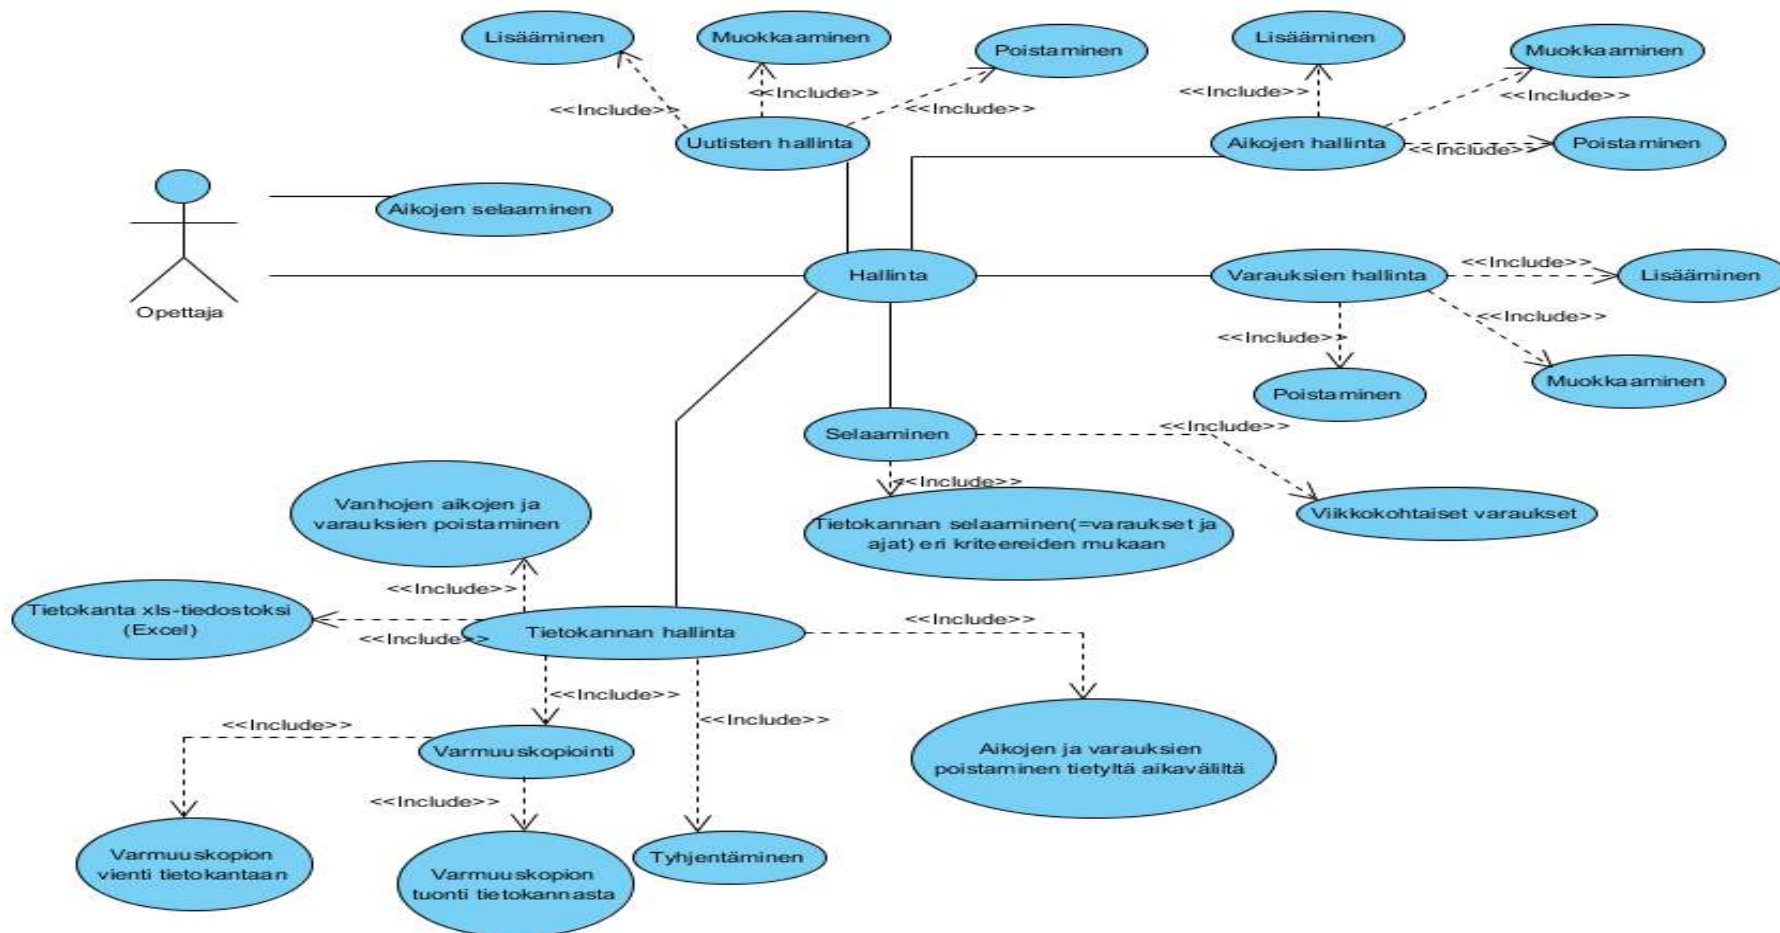 Lisääminen
Muokkaaminen
Poistaminen
<<Include>>
<<Include>>
<<Include>>
Uutisten hallinta
Lisääminen
Muokkaaminen
<<Include>>
<<Include>>
Aikojen hallinta
<<Include>>
Poistaminen
Aikojen selaaminen
Opettaja
Hallinta
Varauksien hallinta
<<Include>>
Lisääminen
<<Include>>
<<Include>>
Poistaminen
Muokkaaminen
Selaaminen
<<Include>>
<<Include>>
Tietokannan selaaminen(=varaukset ja
ajat) eri kriteereiden mukaan
Viikkokohtaiset varaukset
Vanhojen aikojen ja
varauksien poistaminen
<<Include>>
Tietokanta xls-tiedostoksi
(Excel)
<<Include>>
Tietokannan hallinta
<<Include>>
<<Include>>
<<Include>>
<<Include>>
Varmuuskopiointi
<<Include>>
Aikojen ja varauksien
poistaminen tietyltä aikaväliltä
Varmuuskopion
vienti tietokantaan
Varmuuskopion
tuonti tietokannasta
Tyhjentäminen